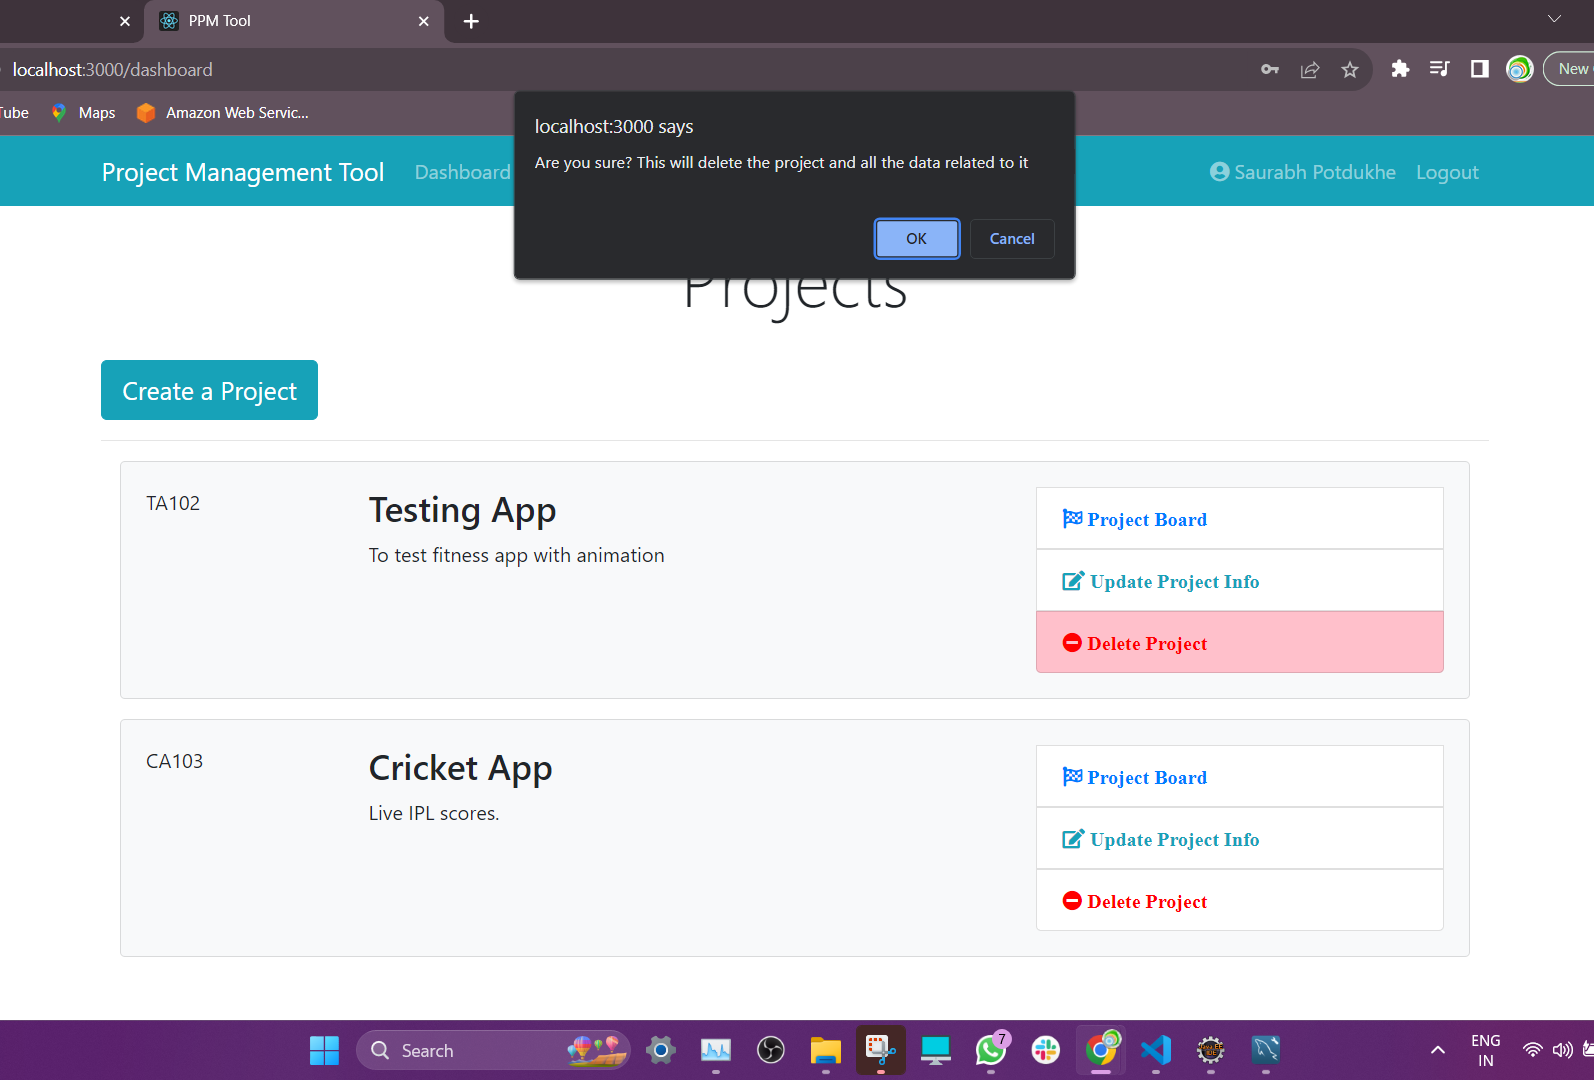 PPM Tool
localhost:3000/dashboard
New
Tube
Maps
Amazon Web Servic...
localhost:3000 says
Are you sure? This will delete the project and all the data related to it
OK
Cancel
Project Management Tool
Dashboard
Saurabh Potdukhe
Logout
Projects
Create a Project
TA102
Testing App
To test fitness app with animation
Project Board
Update Project Info
Delete Project
CA103
Cricket App
Live IPL scores.
Project Board
Update Project Info
Delete Project
Search
7
ENG
IN